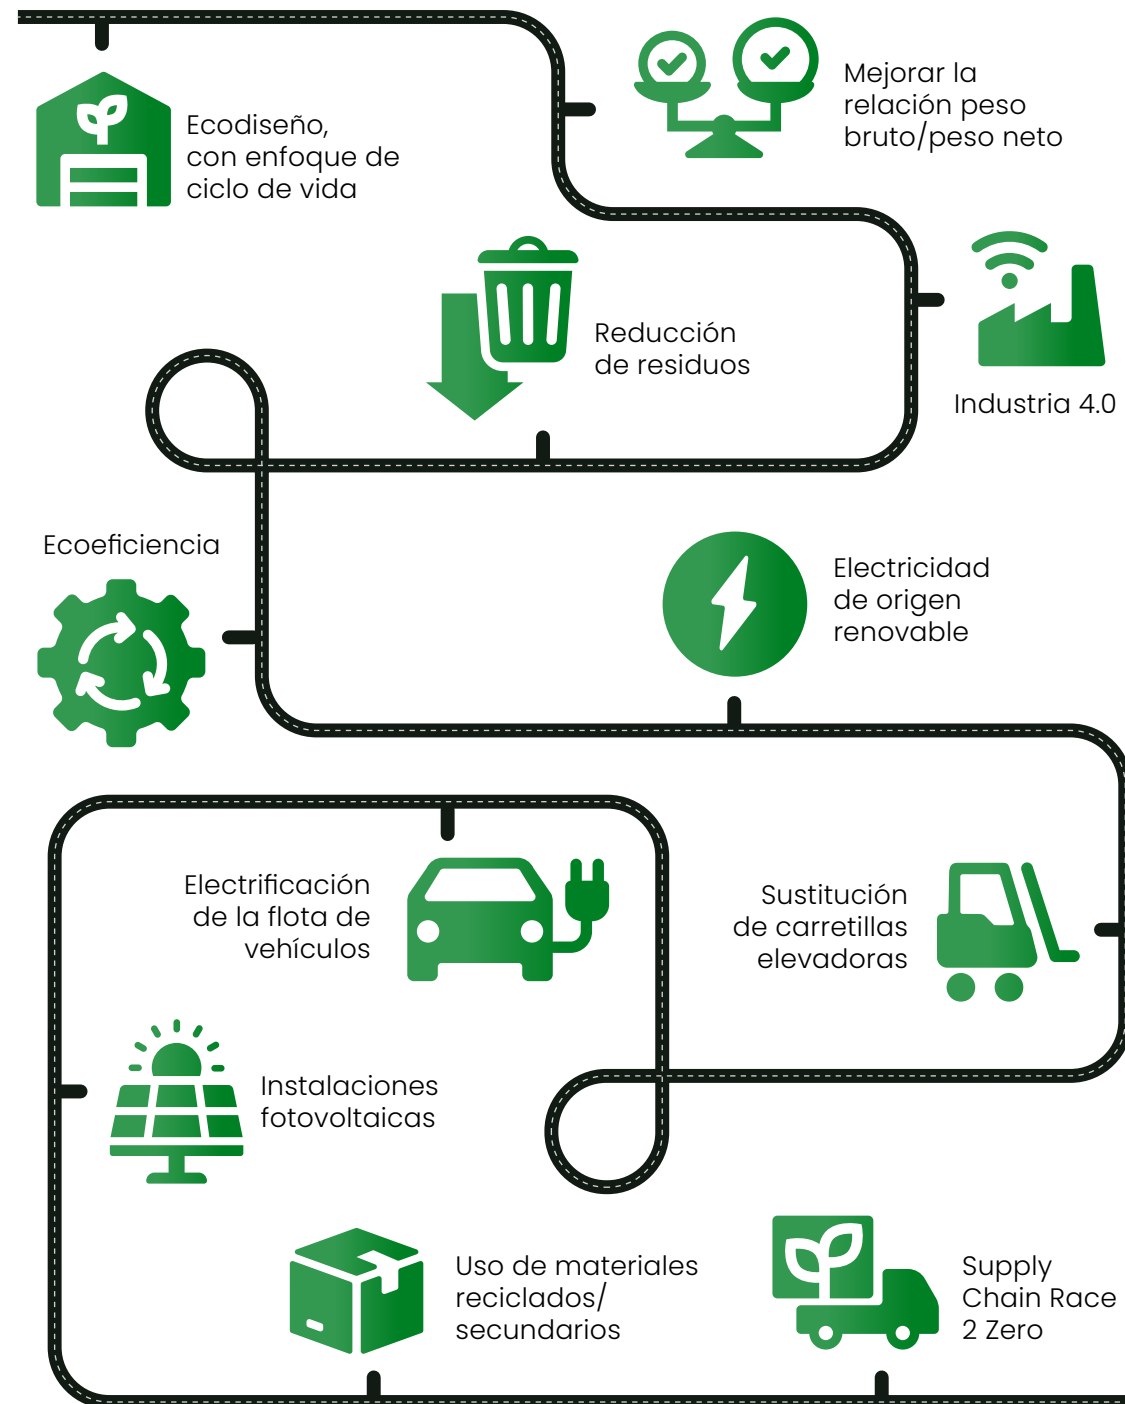 Ecodiseño,
con enfoque de
ciclo de vida
Mejorar la
relación peso
bruto/peso neto
Industria 4.0
Reducción
de residuos
Ecoeficiencia
Electricidad
de origen
renovable
Sustitución
de carretillas
elevadoras
Electrificación
de la flota de
vehículos
Instalaciones
fotovoltaicas
Uso de materiales
reciclados/
secundarios
Supply
Chain Race
2 Zero